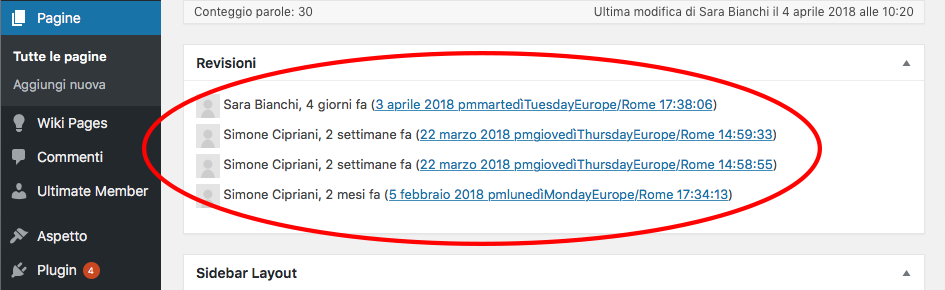 Pagine
Tutte le pagine
Aggiungi nuova
Wiki Pages
Commenti
Ultimate Member
Aspetto
Plugin 4
Conteggio parole: 30
Ultima modifica di Sara Bianchi il 4 aprile 2018 alle 10:20
Revisioni
Sara Bianchi, 4 giorni fa (3 aprile 2018 pmmartedìTuesdayEurope/Rome 17:38:06)
Simone Cipriani, 2 settimane fa (22 marzo 2018 pmgiovedìThursdayEurope/Rome 14:59:33)
Simone Cipriani, 2 settimane fa (22 marzo 2018 pmgiovedìThursdayEurope/Rome 14:58:55)
Simone Cipriani, 2 mesi fa (5 febbraio 2018 pmlunedìMondayEurope/Rome 17:34:13)
Sidebar Layout